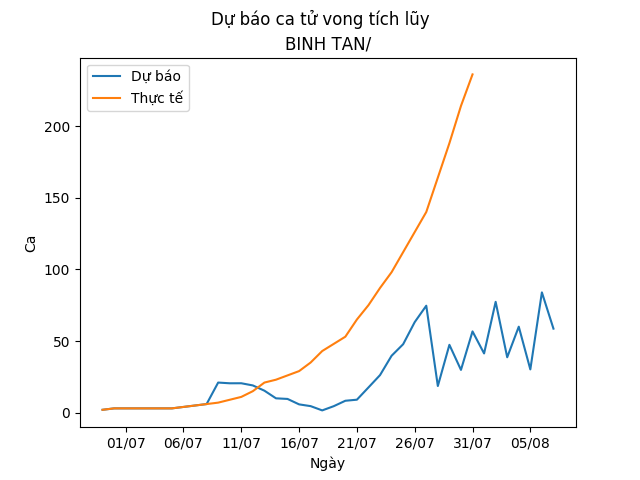 Dự báo ca tử vong tích lũy
BINH TAN/
Dự báo
Thực tế
Ca
200
150
100
50
0
01/07 06/07 11/07 16/07 21/07 26/07 31/07 05/08
Ngày